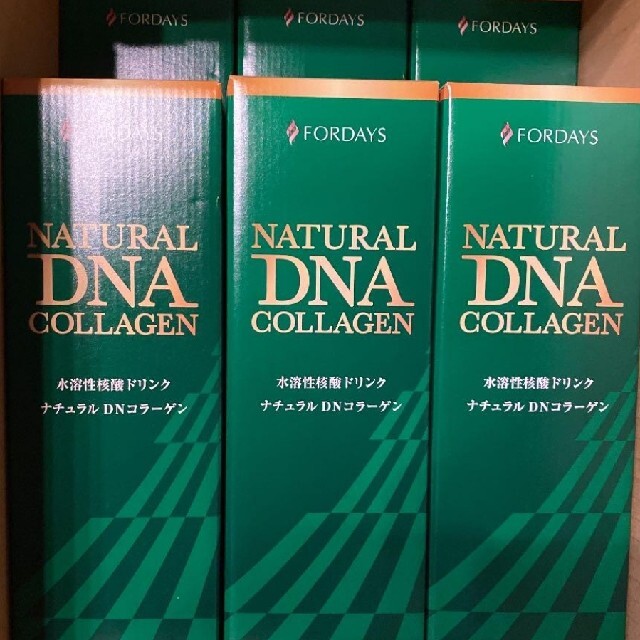 FORDAYS
FORDAYS
FORDAYS
FORDAYS
NATURAL
DNA
COLLAGEN
水溶性核酸ドリンク
ナチュラル DNコラーゲン
FORDAYS
NATURAL
DNA
COLLAGEN
水溶性核酸ドリンク
ナチュラル DNコラーゲン
FORDAYS
NATURAL
DNA
COLLAGEN
水溶性核酸ドリンク
ナチュラル DNコラーゲン